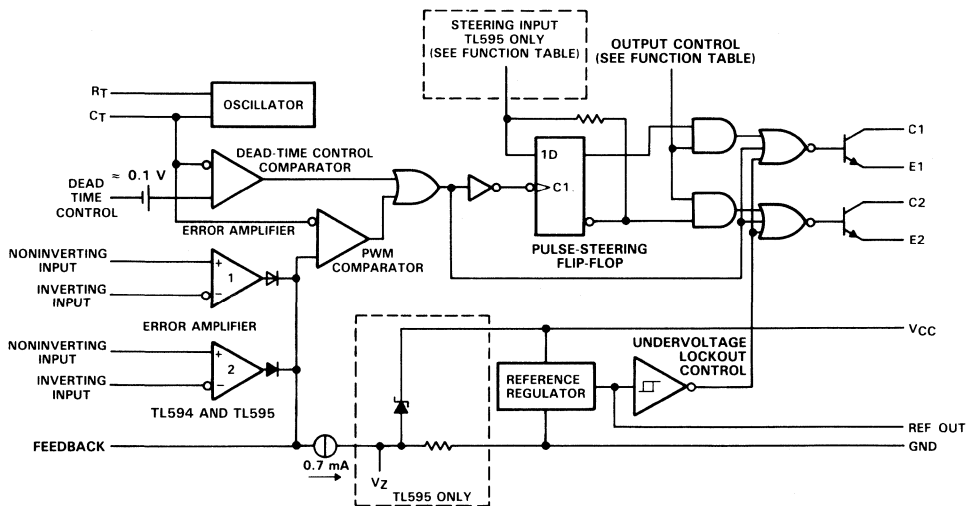 STEERING INPUT
TL595 ONLY
(SEE FUNCTION TABLE)
OUTPUT CONTROL
(SEE FUNCTION TABLE)
RT
CT
OSCILLATOR
DEAD-TIME CONTROL
COMPARATOR
≈ 0.1 V
DEAD
TIME
CONTROL
1D
C1
C1
E1
C2
E2
ERROR AMPLIFIER
PWM
COMPARATOR
PULSE-STEERING
FLIP-FLOP
NONINVERTING
INPUT
+
1
INVERTING
INPUT
−
ERROR AMPLIFIER
NONINVERTING
INPUT
+
2
INVERTING
INPUT
−
TL594 AND TL595
VCC
UNDERVOLTAGE
LOCKOUT
CONTROL
REFERENCE
REGULATOR
REF OUT
FEEDBACK
GND
0.7 mA
VZ
TL595 ONLY